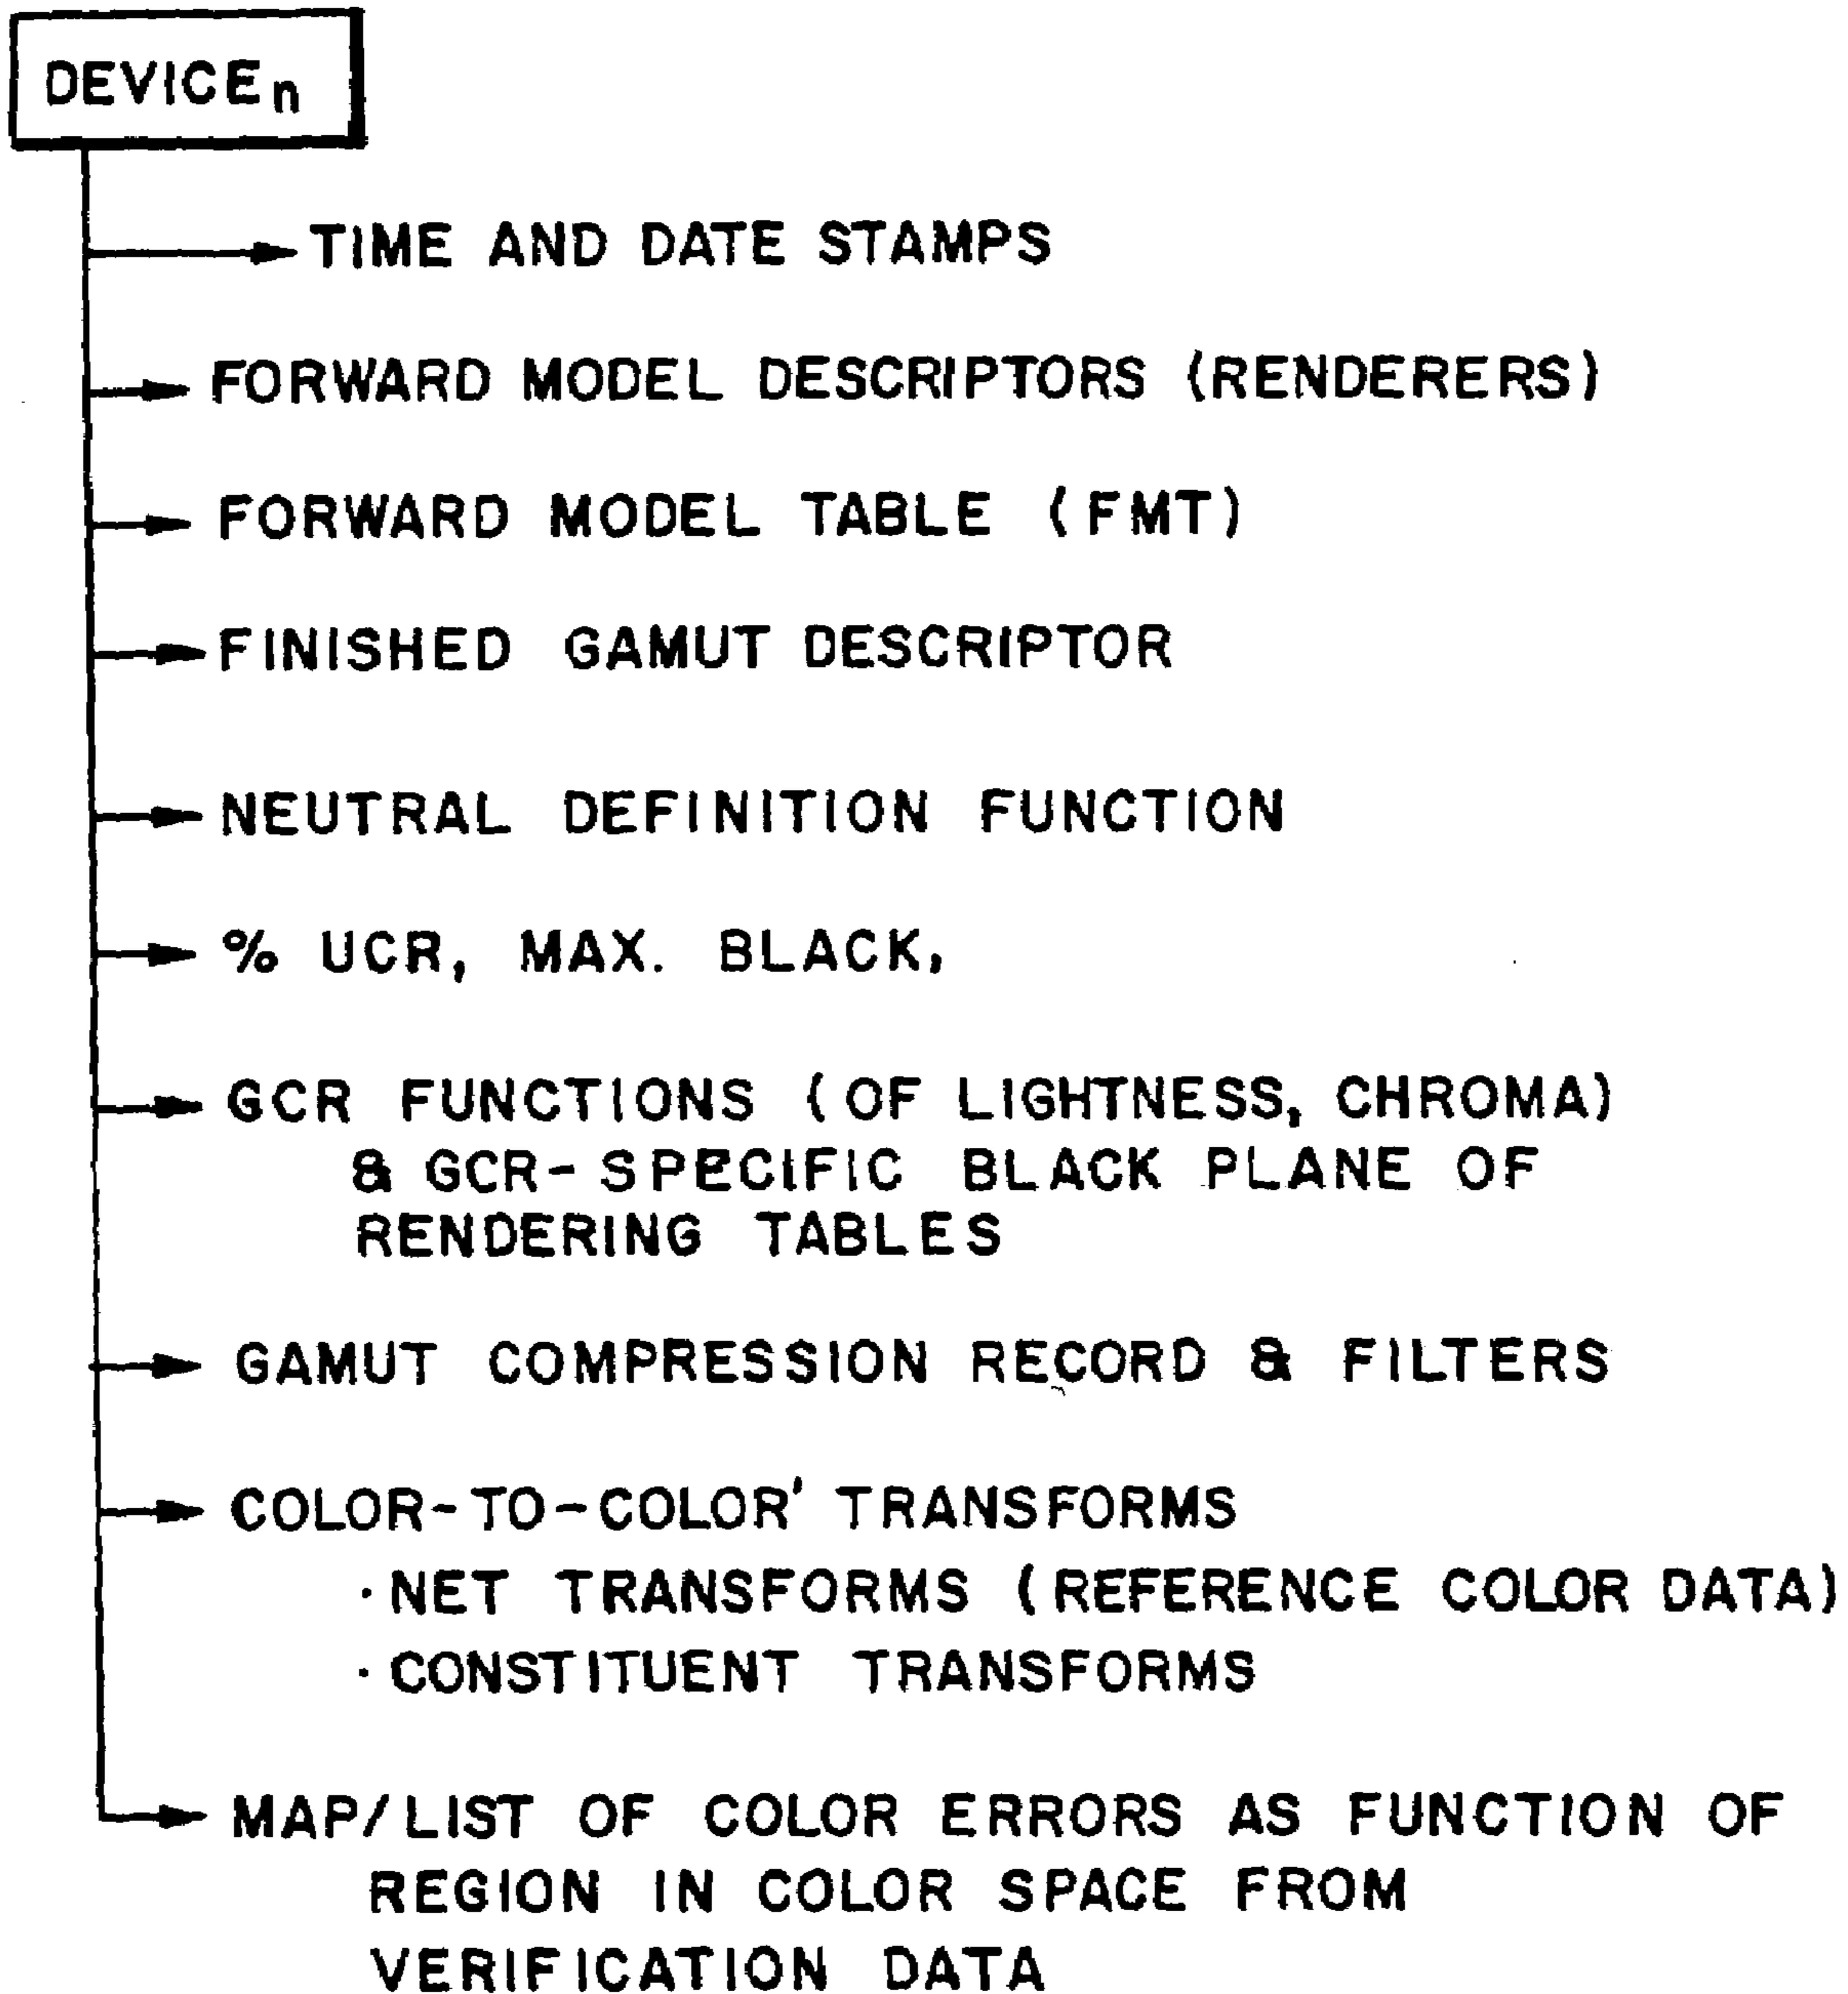 DEVICEn
TIME AND DATE STAMPS
FORWARD MODEL DESCRIPTORS (RENDERERS)
FORWARD MODEL TABLE (FMT)
FINISHED GAMUT DESCRIPTOR
NEUTRAL DEFINITION FUNCTION
% UCR, MAX. BLACK,
GCR FUNCTIONS (OF LIGHTNESS, CHROMA)
& GCR-SPECIFIC BLACK PLANE OF
RENDERING TABLES
GAMUT COMPRESSION RECORD & FILTERS
COLOR-TO-COLOR' TRANSFORMS
· NET TRANSFORMS (REFERENCE COLOR DATA)
· CONSTITUENT TRANSFORMS
MAP/LIST OF COLOR ERRORS AS FUNCTION OF
REGION IN COLOR SPACE FROM
VERIFICATION DATA